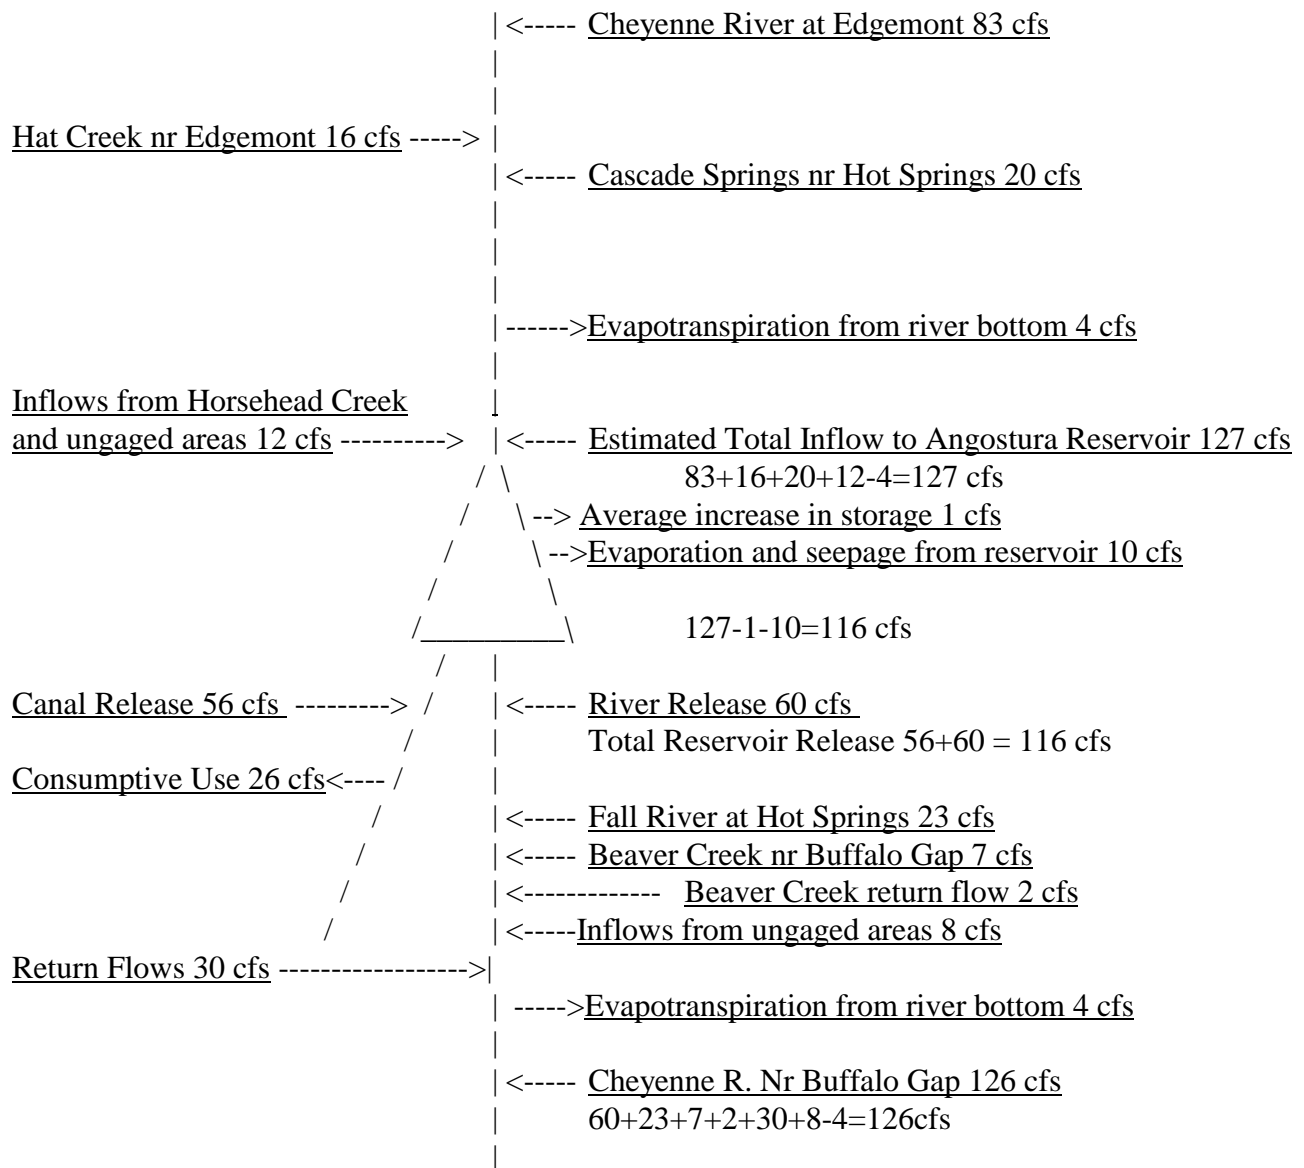 |<----- Cheyenne River at Edgemont 83 cfs
|
|
Hat Creek nr Edgemont 16 cfs -----> |
|<----- Cascade Springs nr Hot Springs 20 cfs
|
|
|
|------>Evapotranspiration from river bottom 4 cfs
|
Inflows from Horsehead Creek |
and ungaged areas 12 cfs ----------> |<----- Estimated Total Inflow to Angostura Reservoir 127 cfs
/ \ 83+16+20+12-4=127 cfs
/ \ --> Average increase in storage 1 cfs
/ \ -->Evaporation and seepage from reservoir 10 cfs
/ \
/_________\ 127-1-10=116 cfs
/ |
Canal Release 56 cfs ---------> / |<----- River Release 60 cfs
/ | Total Reservoir Release 56+60 = 116 cfs
Consumptive Use 26 cfs<---- / |
/ |<----- Fall River at Hot Springs 23 cfs
/ |<----- Beaver Creek nr Buffalo Gap 7 cfs
/ |<------------- Beaver Creek return flow 2 cfs
/ |<-----Inflows from ungaged areas 8 cfs
Return Flows 30 cfs ------------------>|
| ----->Evapotranspiration from river bottom 4 cfs
|
|<----- Cheyenne R. Nr Buffalo Gap 126 cfs
| 60+23+7+2+30+8-4=126cfs
|